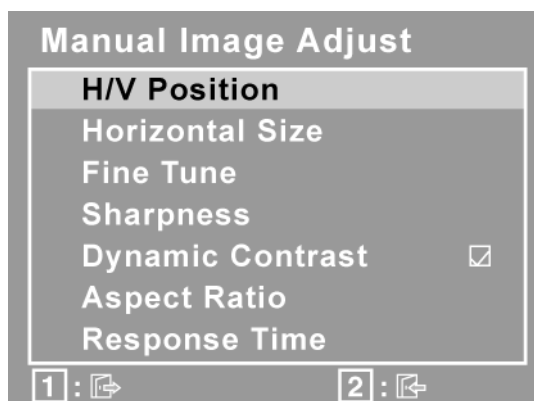 Manual Image Adjust
H/V Position
Horizontal Size
Fine Tune
Sharpness
Dynamic Contrast
Aspect Ratio
Response Time
1 : 2 :